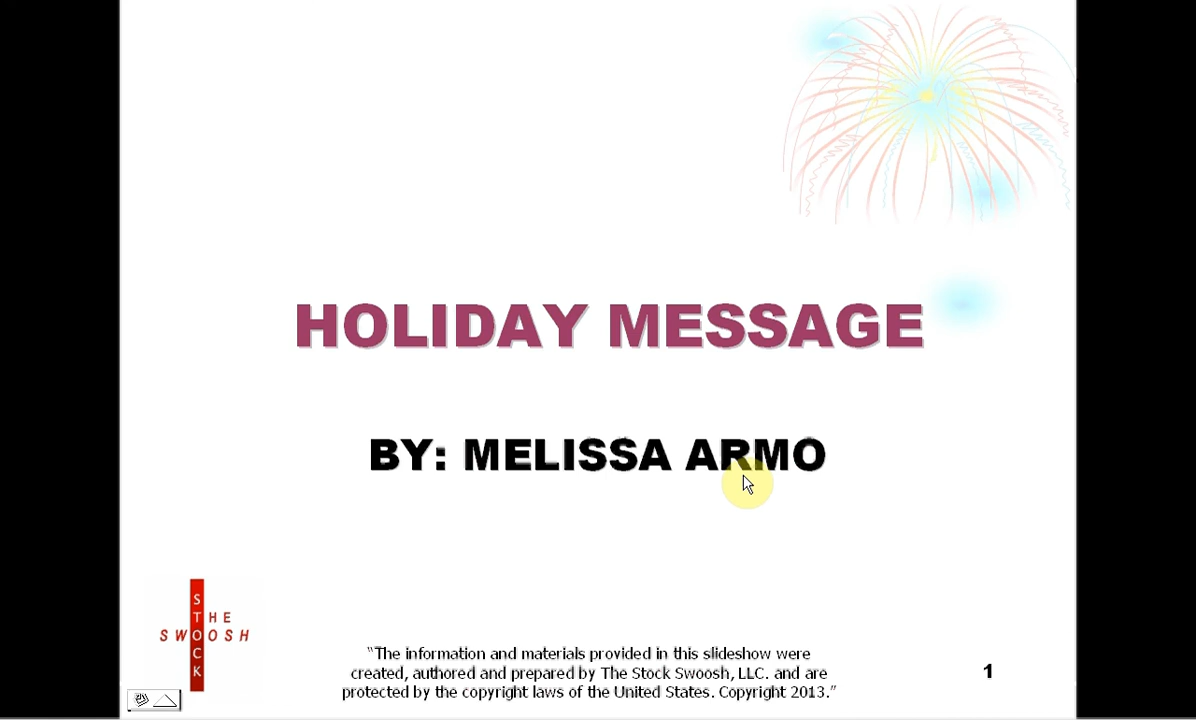 HOLIDAY MESSAGE
BY: MELISSA ARMO
THE
STOCK
SWOOSH
“The information and materials provided in this slideshow were
created, authored and prepared by The Stock Swoosh, LLC. and are
protected by the copyright laws of the United States. Copyright 2013.”
1